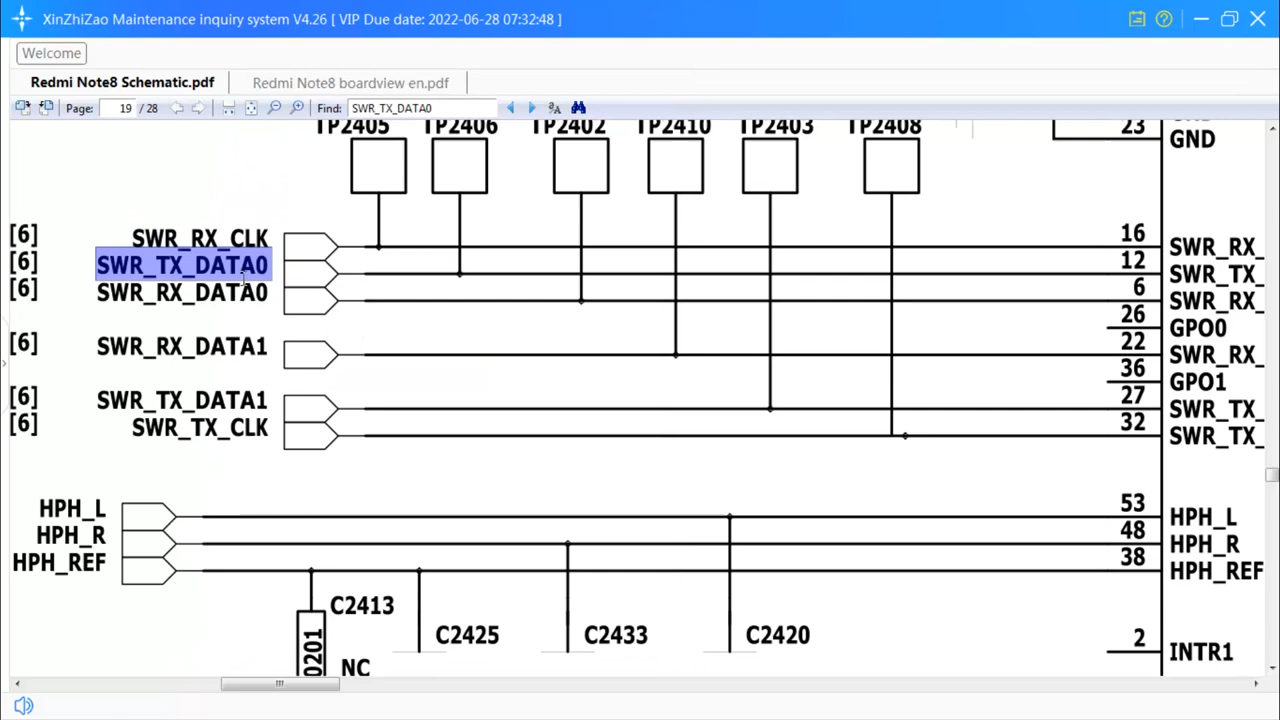 XinZhiZao Maintenance inquiry system V4.26 [ VIP Due date: 2022-06-28 07:32:48 ]
Welcome
Redmi Note8 Schematic.pdf Redmi Note8 boardview en.pdf
Page: 19 / 28 Find: SWR_TX_DATA0
TP2405 TP2406 TP2402 TP2410 TP2403 TP2408 23
GND
[6] SWR_RX_CLK 16 SWR_RX_
[6] SWR_TX_DATA0 12 SWR_TX_
[6] SWR_RX_DATA0 6 SWR_RX_
26 GPO0
[6] SWR_RX_DATA1 22 SWR_RX_
36 GPO1
[6] SWR_TX_DATA1 27 SWR_TX_
[6] SWR_TX_CLK 32 SWR_TX_
HPH_L 53 HPH_L
HPH_R 48 HPH_R
HPH_REF 38 HPH_REF
C2413
C2425 C2433 C2420
0201
NC
2 INTR1